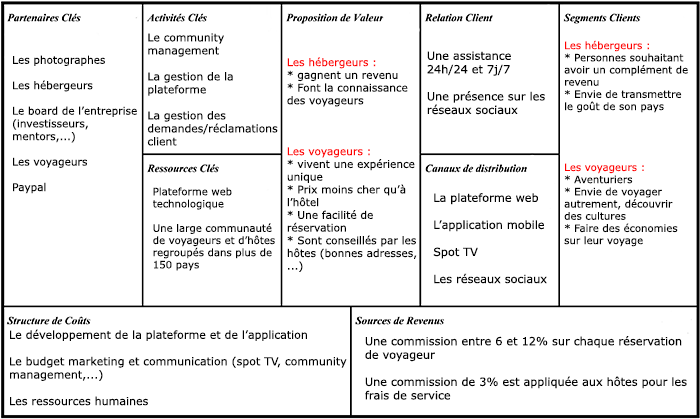 Partenaires Clés
Les photographes
Les hébergeurs
Le board de l’entreprise
(investisseurs,
mentors,...)
Les voyageurs
Paypal
Activités Clés
Le community
management
La gestion de la
plateforme
La gestion des
demandes/réclamations
client
Ressources Clés
Plateforme web
technologique
Une large communauté
de voyageurs et d’hôtes
regroupés dans plus de
150 pays
Proposition de Valeur
Les hébergeurs :
* gagnent un revenu
* Font la connaissance
des voyageurs
Les voyageurs :
* vivent une expérience
unique
* Prix moins cher qu’à
l’hôtel
* Une facilité de
réservation
* Sont conseillés par les
hôtes (bonnes adresses,
...)
Relation Client
Une assistance
24h/24 et 7j/7
Une présence sur les
réseaux sociaux
Canaux de distribution
La plateforme web
L’application mobile
Spot TV
Les réseaux sociaux
Segments Clients
Les hébergeurs :
* Personnes souhaitant
avoir un complément de
revenu
* Envie de transmettre
le goût de son pays
Les voyageurs :
* Aventuriers
* Envie de voyager
autrement, découvrir
des cultures
* Faire des économies
sur leur voyage
Structure de Coûts
Le développement de la plateforme et de l’application
Le budget marketing et communication (spot TV, community
management,...)
Les ressources humaines
Sources de Revenus
Une commission entre 6 et 12% sur chaque réservation
de voyageur
Une commission de 3% est appliquée aux hôtes pour les
frais de service